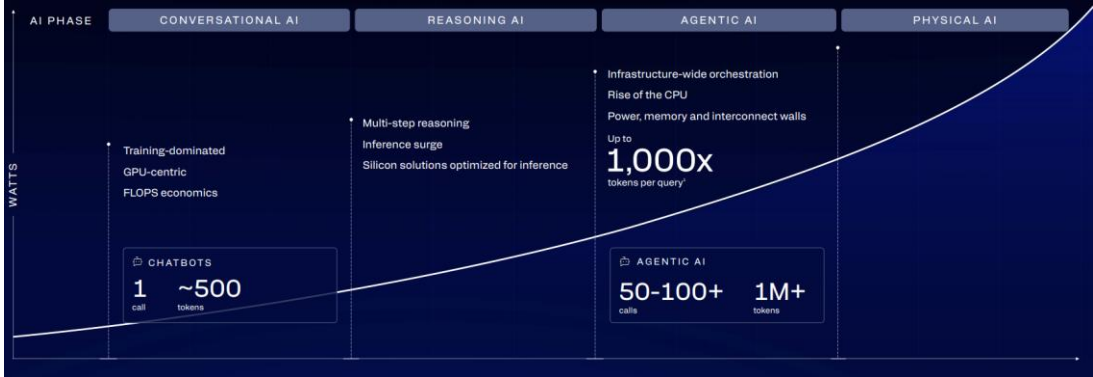 AI PHASE
CONVERSATIONAL AI
REASONING AI
AGENTIC AI
PHYSICAL AI
WATTS
Training-dominated
GPU-centric
FLOPS economics
CHATBOTS
1 ~500
call tokens
Multi-step reasoning
Inference surge
Silicon solutions optimized for inference
Infrastructure-wide orchestration
Rise of the CPU
Power, memory and interconnect walls
Up to
1,000x
tokens per query¹
AGENTIC AI
50-100+ 1M+
calls tokens